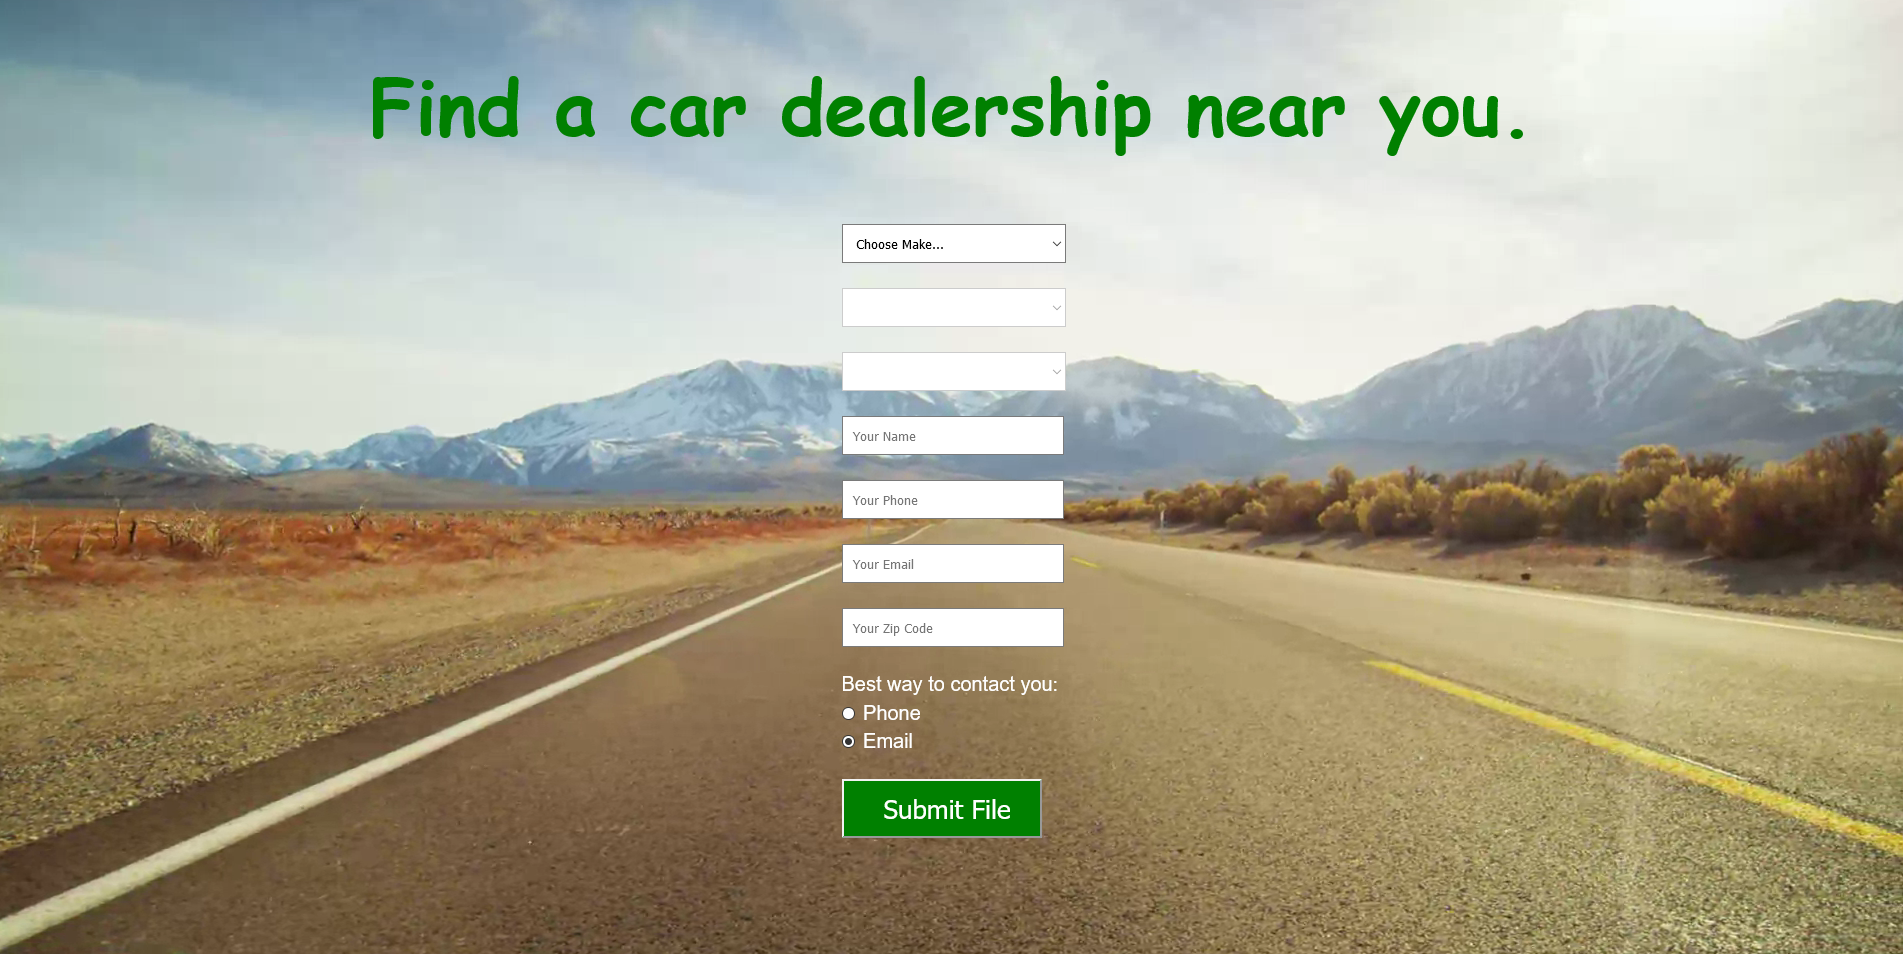 Find a car dealership near you.
Choose Make...
Your Name
Your Phone
Your Email
Your Zip Code
Best way to contact you:
Phone
Email
Submit File